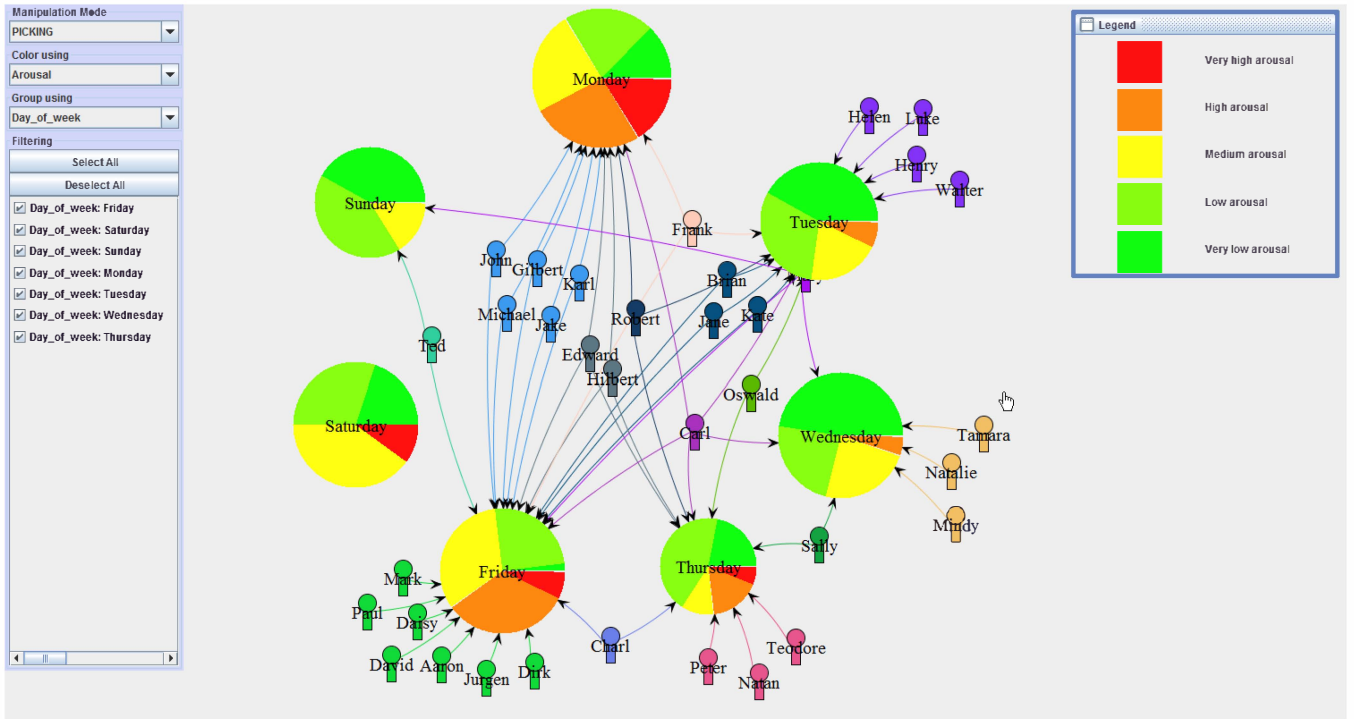 Manipulation Mode
PICKING
Color using
Arousal
Group using
Day_of_week
Filtering
Select All
Deselect All
Day_of_week: Friday
Day_of_week: Saturday
Day_of_week: Sunday
Day_of_week: Monday
Day_of_week: Tuesday
Day_of_week: Wednesday
Day_of_week: Thursday
Monday
Helen
Luke
Henry
Walter
Sunday
Tuesday
Frank
John
Gilbert
Karl
Brian
Michael
Jake
Robert
Jane
Kate
Ted
Edward
Hilbert
Oswald
Saturday
Carl
Wednesday
Tamara
Natalie
Mindy
Sally
Friday
Thursday
Mark
Paul
Daisy
David
Aaron
Jurgen
Dirk
Charl
Peter
Natan
Teodore
Legend
Very high arousal
High arousal
Medium arousal
Low arousal
Very low arousal